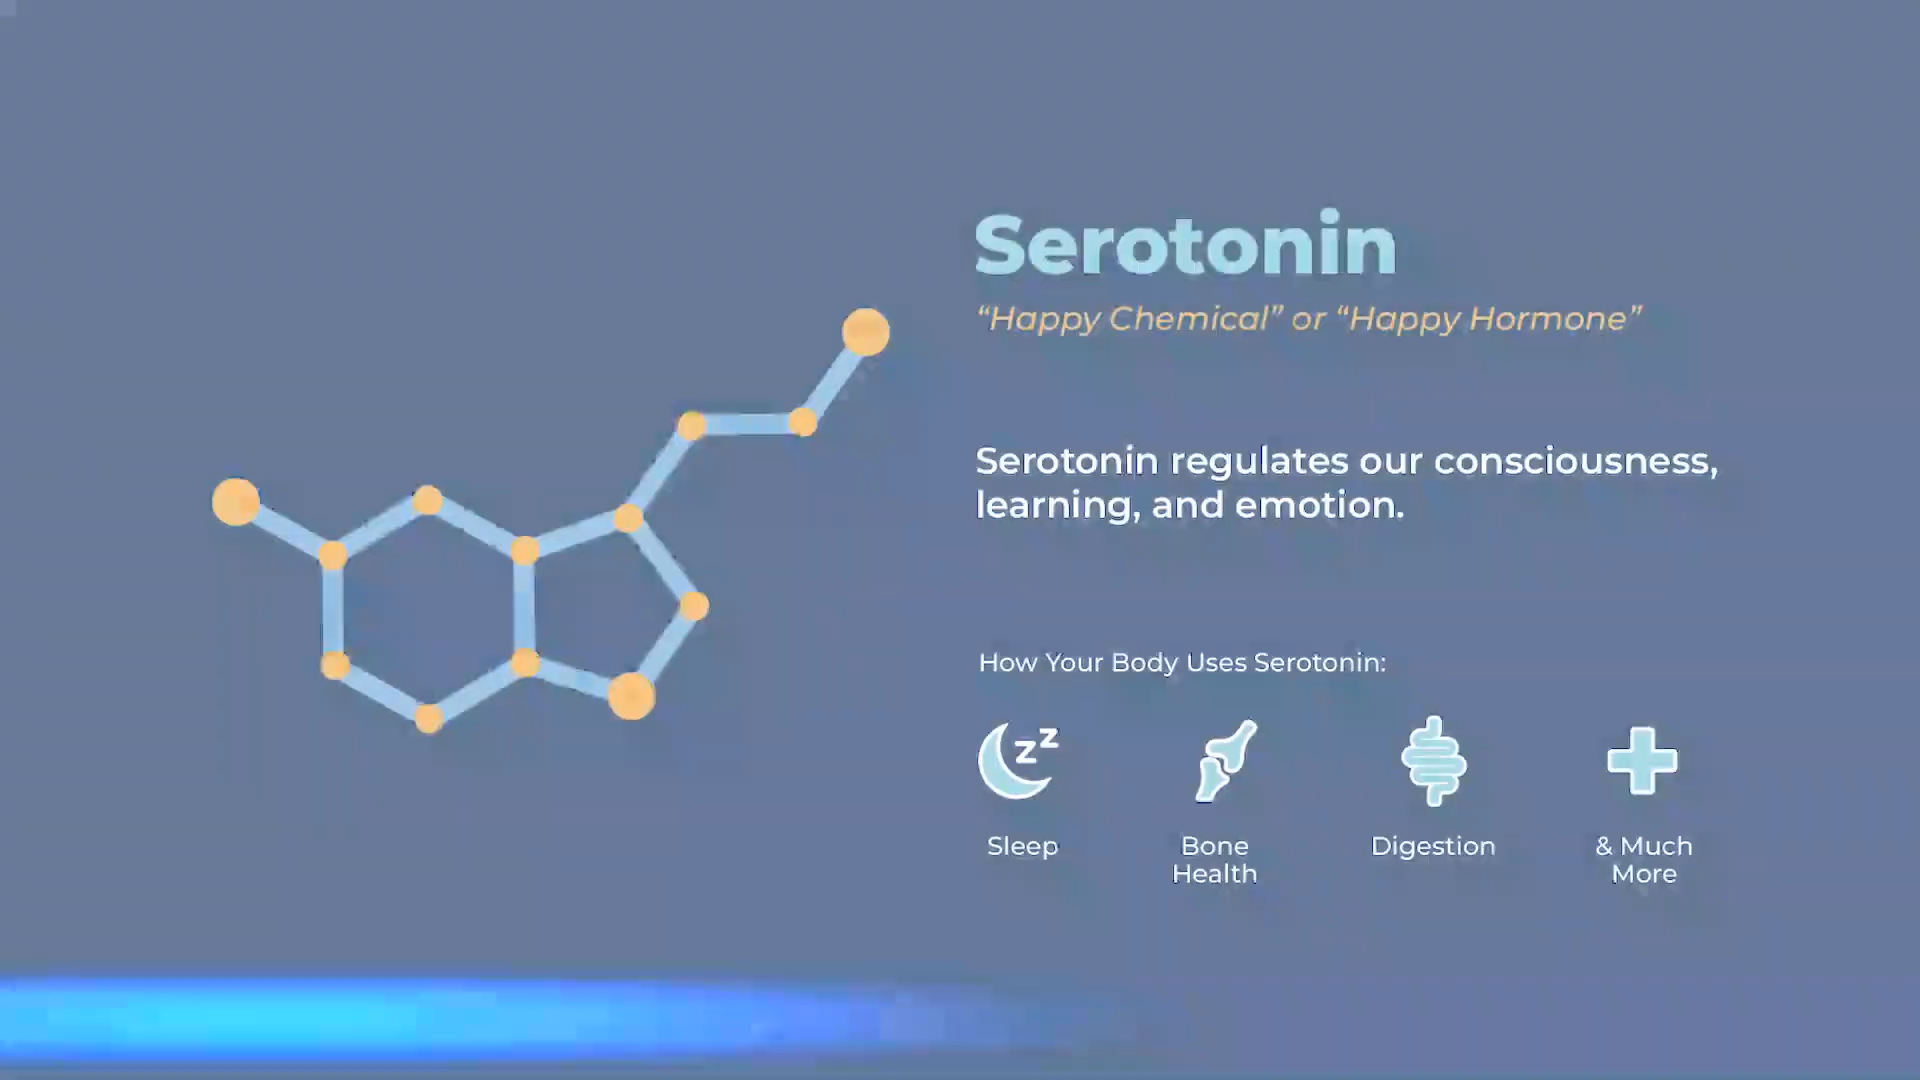 Serotonin
“Happy Chemical” or “Happy Hormone”
Serotonin regulates our consciousness,
learning, and emotion.
How Your Body Uses Serotonin:
z z
Sleep
Bone
Health
Digestion
& Much
More